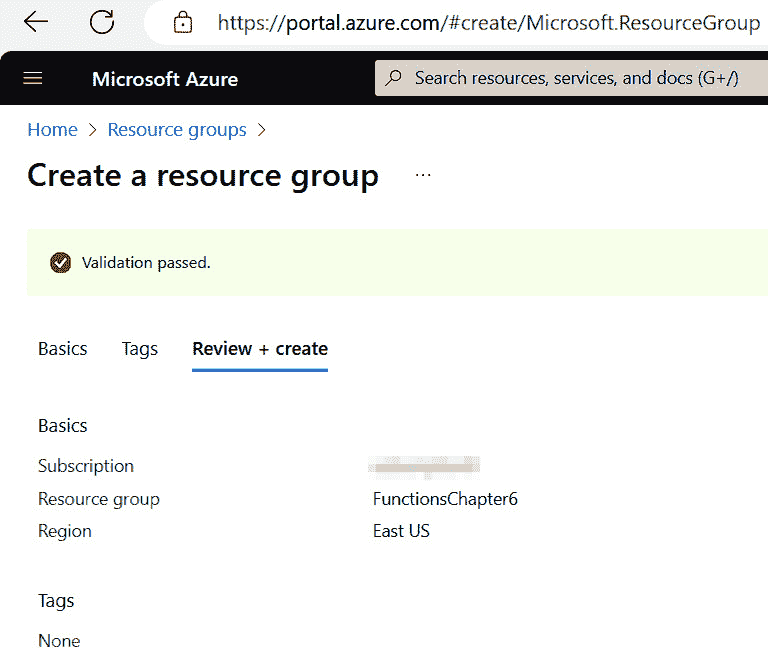 https://portal.azure.com/#create/Microsoft.ResourceGroup
Microsoft Azure
Search resources, services, and docs (G+/)
Home > Resource groups >
Create a resource group ...
Validation passed.
Basics Tags Review + create
Basics
Subscription
Resource group FunctionsChapter6
Region East US
Tags
None